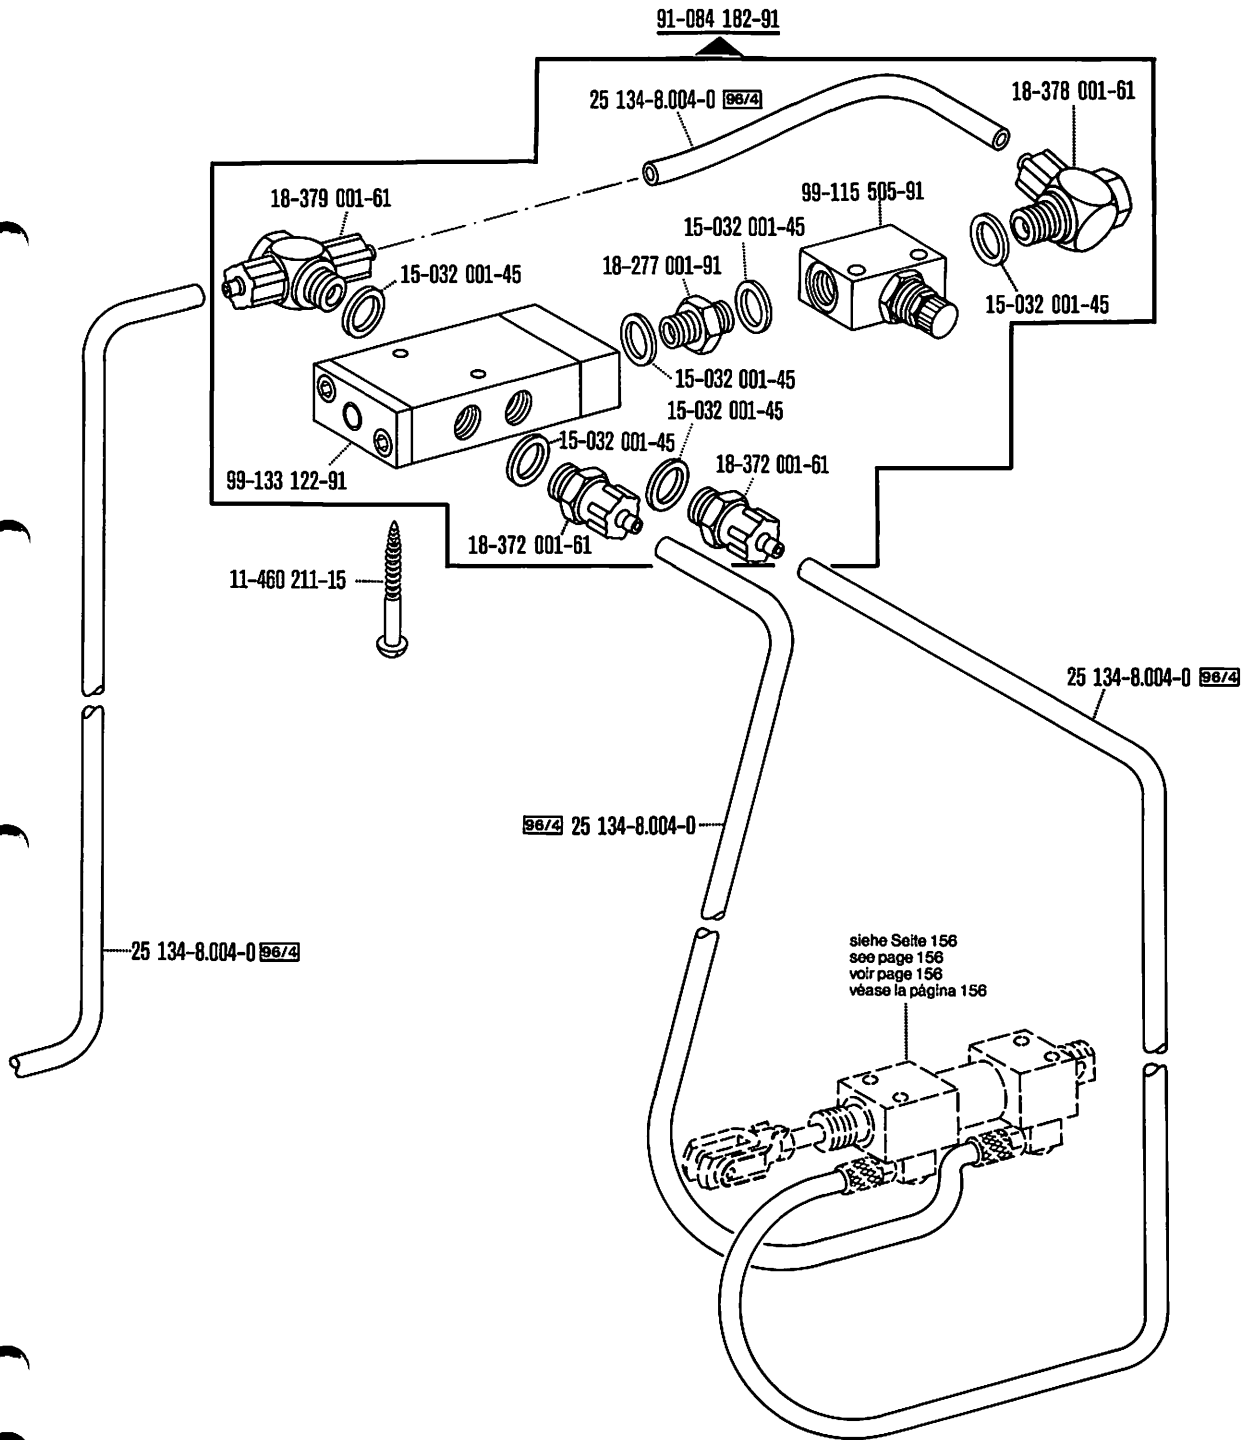 91-084 182-91
25 134-8.004-0 96/4
18-378 001-61
18-379 001-61
99-115 505-91
15-032 001-45
18-277 001-91
15-032 001-45
15-032 001-45
15-032 001-45
15-032 001-45
15-032 001-45
18-372 001-61
99-133 122-91
18-372 001-61
11-460 211-15
25 134-8.004-0 96/4
96/4 25 134-8.004-0
25 134-8.004-0 96/4
siehe Seite 156
see page 156
voir page 156
véase la página 156